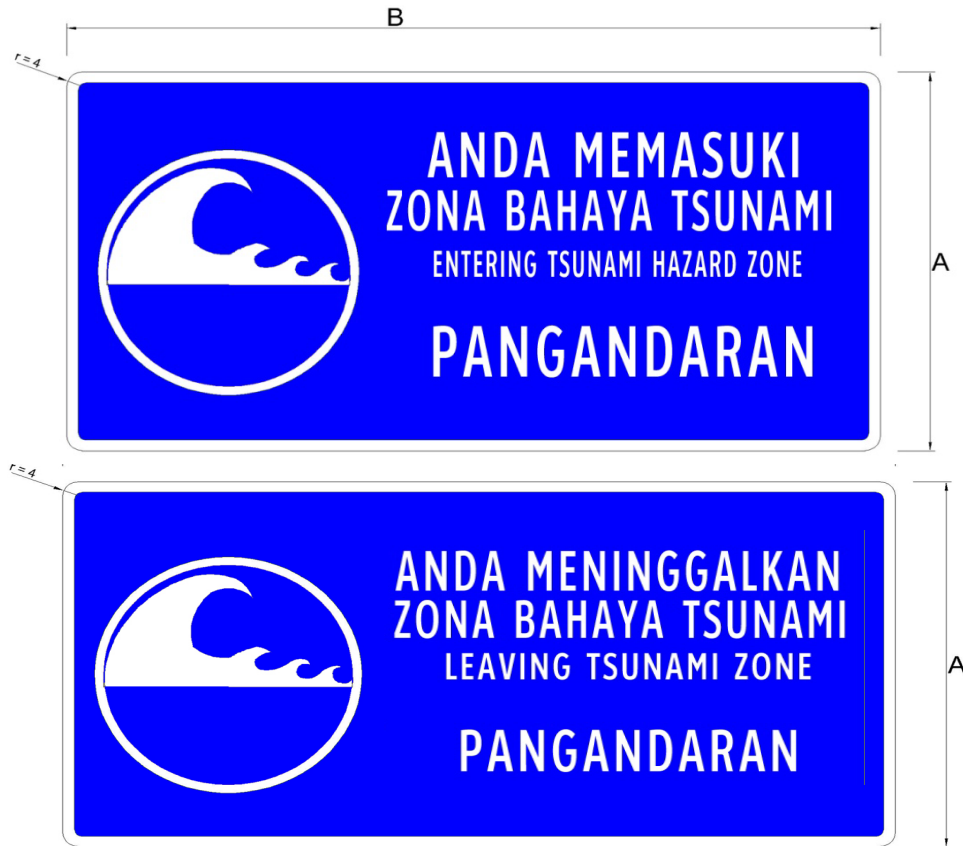 B
r = 4
ANDA MEMASUKI
ZONA BAHAYA TSUNAMI
ENTERING TSUNAMI HAZARD ZONE
A
PANGANDARAN
r = 4
ANDA MENINGGALKAN
ZONA BAHAYA TSUNAMI
LEAVING TSUNAMI ZONE
A
PANGANDARAN